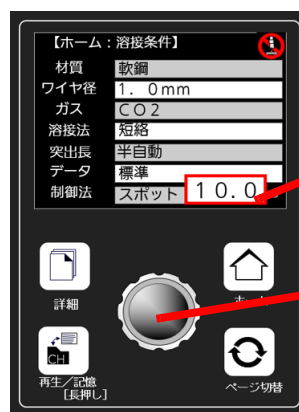 【ホーム：溶接条件】
材質 軟鋼
ワイヤ径 1．0mm
ガス CO2
溶接法 短絡
突出長 半自動
データ 標準
制御法 スポット 10.0
詳細
再生／記憶
［長押し］
CH
ページ切替